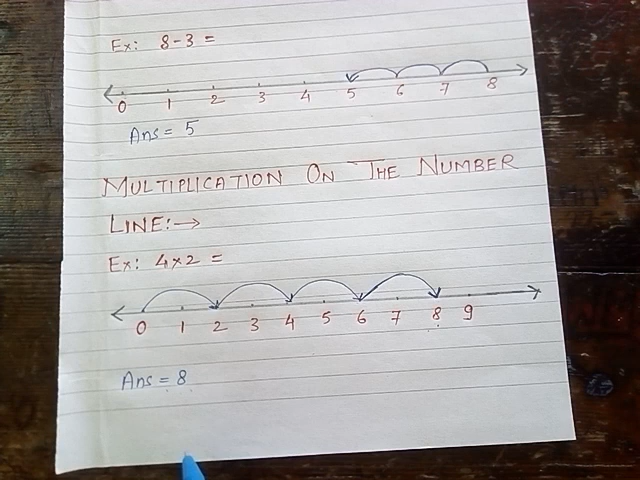 Ex: 8-3 =
0 1 2 3 4 5 6 7 8
Ans = 5
MULTIPLICATION ON THE NUMBER
LINE:→
Ex: 4×2 =
0 1 2 3 4 5 6 7 8 9
Ans = 8